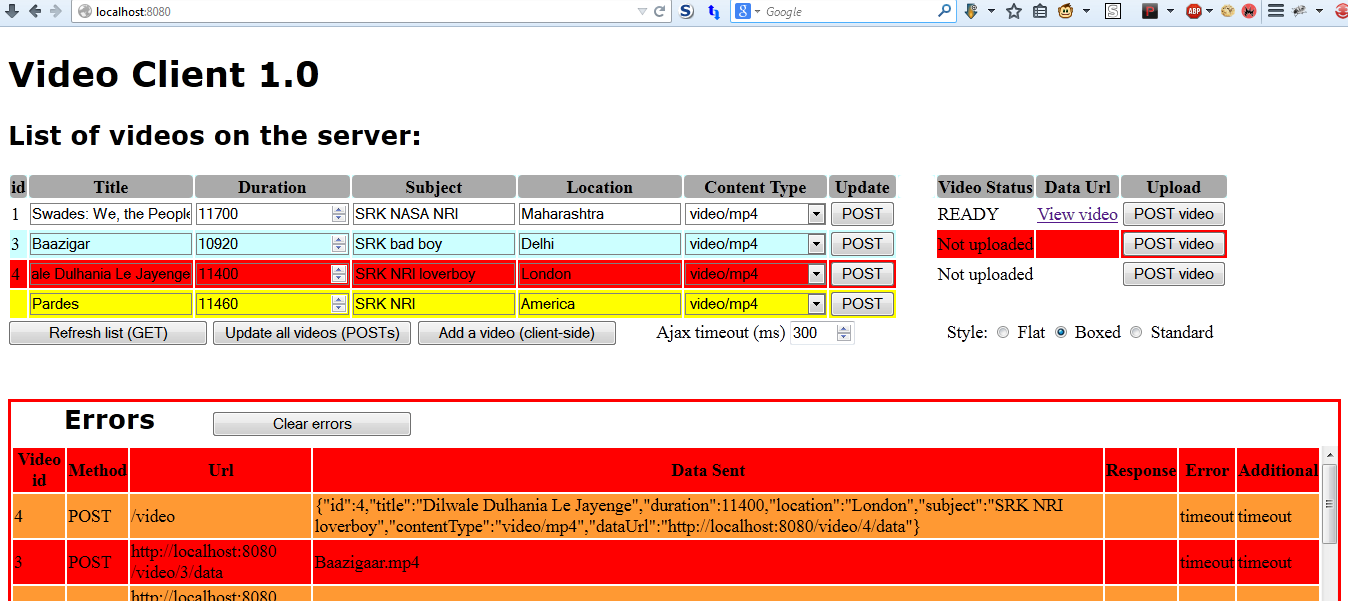 localhost:8080 Google
Video Client 1.0
List of videos on the server:
id Title Duration Subject Location Content Type Update Video Status Data Url Upload
1 Swades: We, the People 11700 SRK NASA NRI Maharashtra video/mp4 POST READY View video POST video
3 Baazigar 10920 SRK bad boy Delhi video/mp4 POST Not uploaded POST video
4 ale Dulhania Le Jayenge 11400 SRK NRI loverboy London video/mp4 POST Not uploaded POST video
Pardes 11460 SRK NRI America video/mp4 POST
Refresh list (GET) Update all videos (POSTs) Add a video (client-side) Ajax timeout (ms) 300 Style: Flat Boxed Standard
Errors Clear errors
Video id Method Url Data Sent Response Error Additional
4 POST /video {"id":4,"title":"Dilwale Dulhania Le Jayenge","duration":11400,"location":"London","subject":"SRK NRI
loverboy","contentType":"video/mp4","dataUrl":"http://localhost:8080/video/4/data"} timeout timeout
3 POST http://localhost:8080
/video/3/data Baazigaar.mp4 timeout timeout
http://localhost:8080